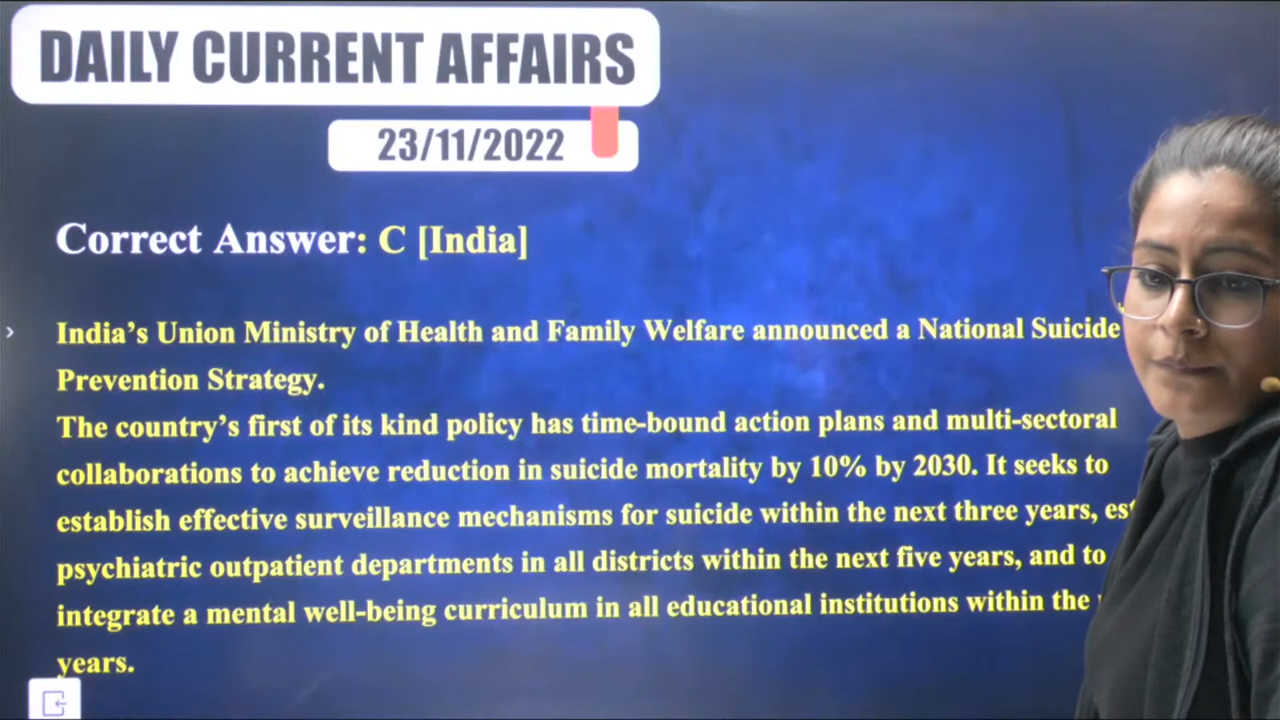 DAILY CURRENT AFFAIRS
23/11/2022
Correct Answer: C [India]
India’s Union Ministry of Health and Family Welfare announced a National Suicide
Prevention Strategy.
The country’s first of its kind policy has time-bound action plans and multi-sectoral
collaborations to achieve reduction in suicide mortality by 10% by 2030. It seeks to
establish effective surveillance mechanisms for suicide within the next three years,
psychiatric outpatient departments in all districts within the next five years, and to
integrate a mental well-being curriculum in all educational institutions within the
years.